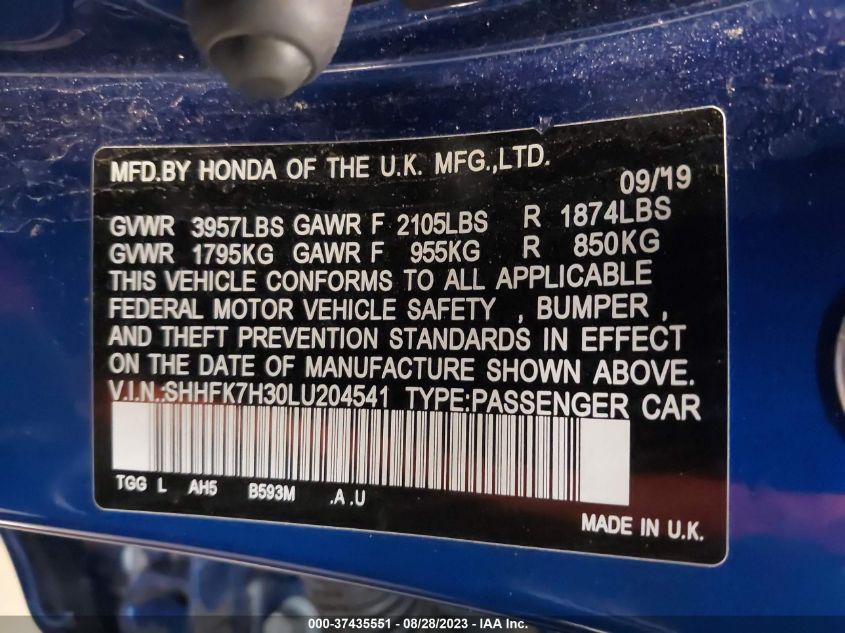 MFD.BY HONDA OF THE U.K. MFG.,LTD.
09/19
GVWR 3957LBS GAWR F 2105LBS R 1874LBS
GVWR 1795KG GAWR F 955KG R 850KG
THIS VEHICLE CONFORMS TO ALL APPLICABLE
FEDERAL MOTOR VEHICLE SAFETY , BUMPER ,
AND THEFT PREVENTION STANDARDS IN EFFECT
ON THE DATE OF MANUFACTURE SHOWN ABOVE.
V.I.N.:SHHFK7H30LU204541 TYPE:PASSENGER CAR
TGG L AH5 B593M .A .U
MADE IN U.K.
000-37435551 - 08/28/2023 - IAA Inc.